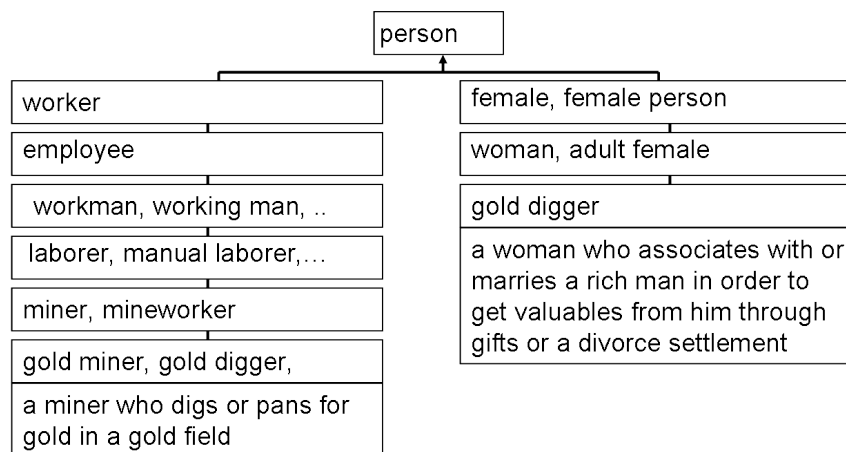 person
worker
employee
workman, working man, ..
laborer, manual laborer,...
miner, mineworker
gold miner, gold digger,
a miner who digs or pans for
gold in a gold field
female, female person
woman, adult female
gold digger
a woman who associates with or
marries a rich man in order to
get valuables from him through
gifts or a divorce settlement